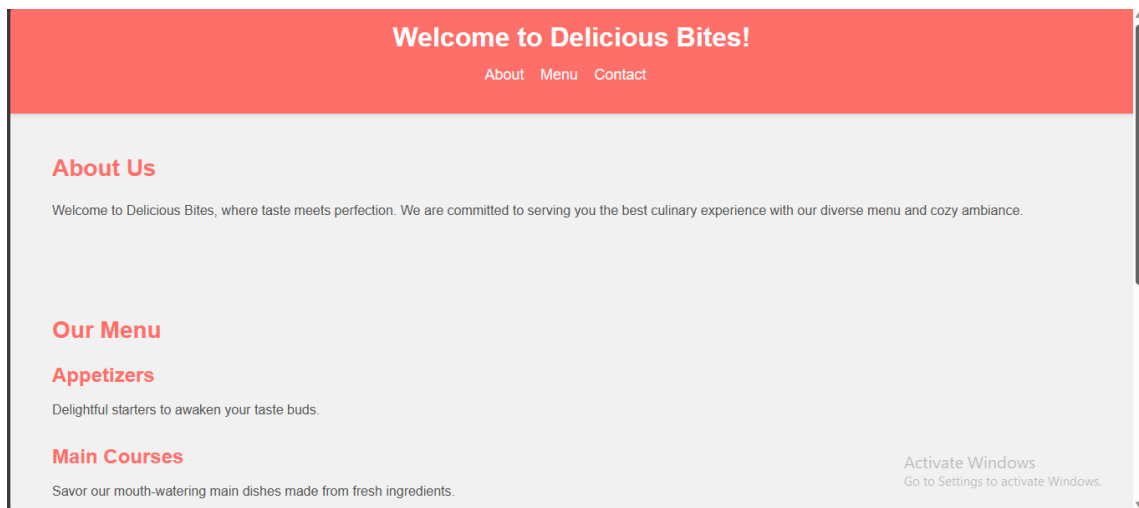 Welcome to Delicious Bites!
About Menu Contact
About Us
Welcome to Delicious Bites, where taste meets perfection. We are committed to serving you the best culinary experience with our diverse menu and cozy ambiance.
Our Menu
Appetizers
Delightful starters to awaken your taste buds.
Main Courses
Savor our mouth-watering main dishes made from fresh ingredients.
Activate Windows
Go to Settings to activate Windows.